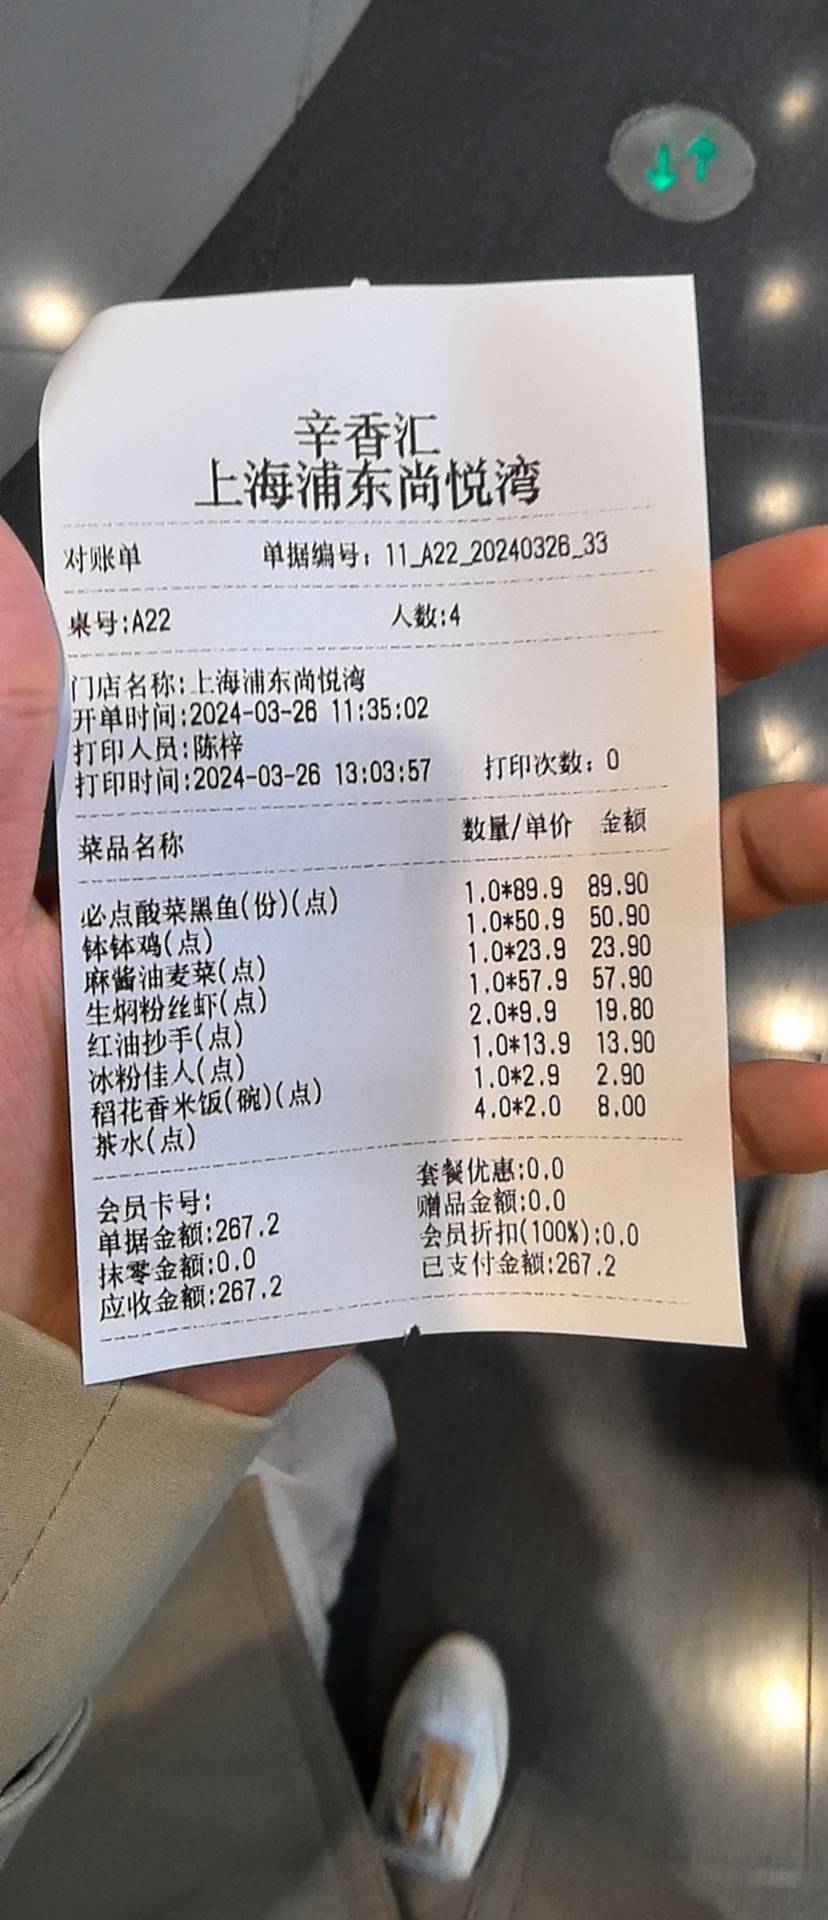 辛香汇
上海浦东尚悦湾
对账单 单据编号：11_A22_20240326_33
桌号:A22 人数:4
门店名称:上海浦东尚悦湾
开单时间:2024-03-26 11:35:02
打印人员:陈梓
打印时间:2024-03-26 13:03:57 打印次数：0
菜品名称 数量/单价 金额
必点酸菜黑鱼(份)(点) 1.0*89.9 89.90
钵钵鸡(点) 1.0*50.9 50.90
麻酱油麦菜(点) 1.0*23.9 23.90
生焖粉丝虾(点) 1.0*57.9 57.90
红油抄手(点) 2.0*9.9 19.80
冰粉佳人(点) 1.0*13.9 13.90
稻花香米饭(碗)(点) 1.0*2.9 2.90
茶水(点) 4.0*2.0 8.00
会员卡号: 套餐优惠:0.0
单据金额:267.2 赠品金额:0.0
抹零金额:0.0 会员折扣(100%):0.0
应收金额:267.2 已支付金额:267.2